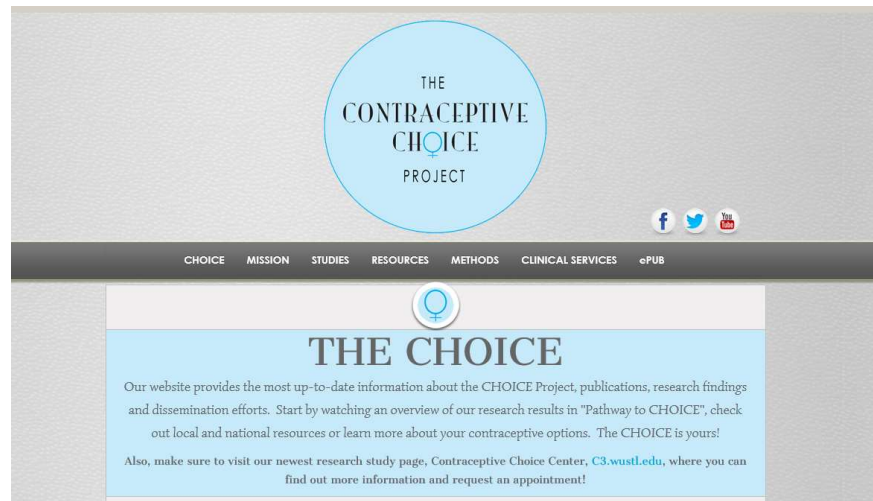 THE
CONTRACEPTIVE
CHOICE
PROJECT
f
You
Tube
CHOICE MISSION STUDIES RESOURCES METHODS CLINICAL SERVICES ePUB
THE CHOICE
Our website provides the most up-to-date information about the CHOICE Project, publications, research findings
and dissemination efforts. Start by watching an overview of our research results in "Pathway to CHOICE", check
out local and national resources or learn more about your contraceptive options. The CHOICE is yours!
Also, make sure to visit our newest research study page, Contraceptive Choice Center, C3.wustl.edu, where you can
find out more information and request an appointment!